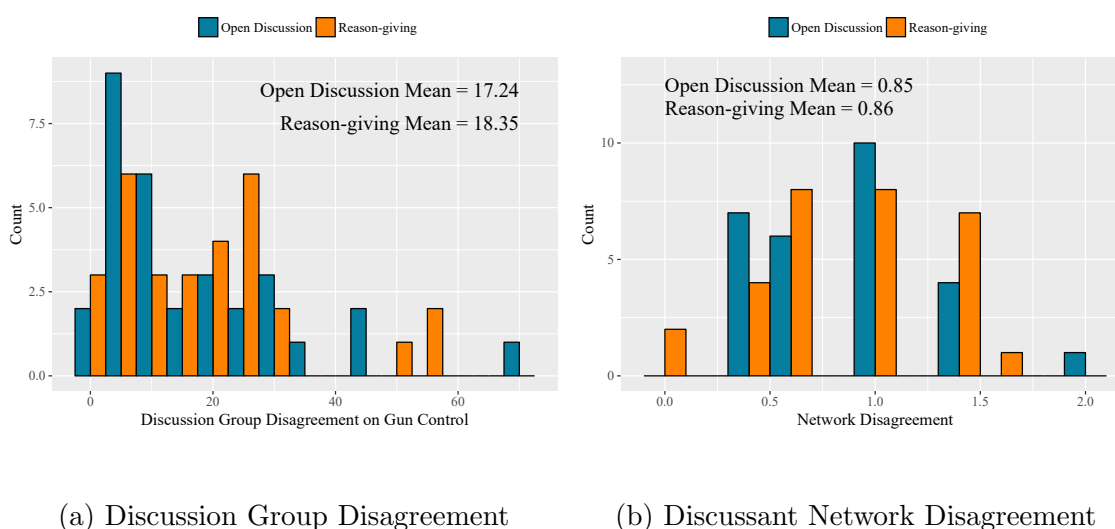 Open Discussion Reason-giving
Open Discussion Mean = 17.24
Reason-giving Mean = 18.35
7.5
5.0
2.5
0.0
Count
0 20 40 60
Discussion Group Disagreement on Gun Control
(a) Discussion Group Disagreement
Open Discussion Reason-giving
Open Discussion Mean = 0.85
Reason-giving Mean = 0.86
10
5
0
Count
0.0 0.5 1.0 1.5 2.0
Network Disagreement
(b) Discussant Network Disagreement